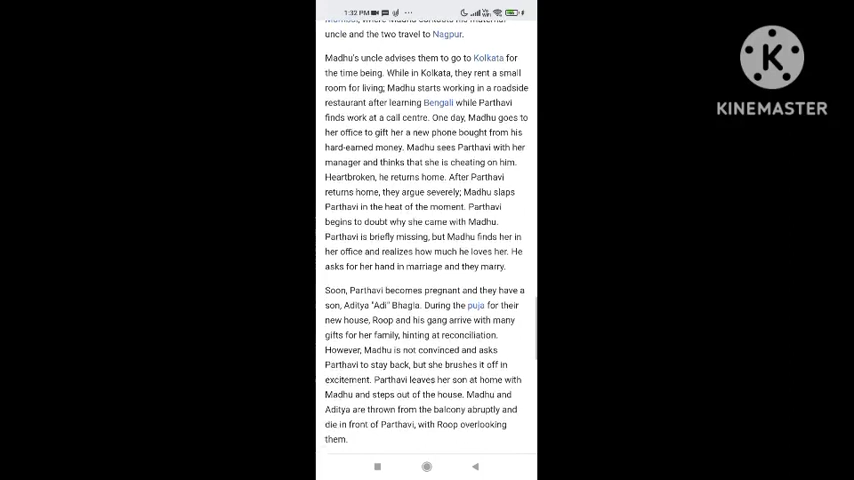 1:32 PM
Mumbai, where Madhu contacts his maternal
uncle and the two travel to Nagpur.
Madhu's uncle advises them to go to Kolkata for
the time being. While in Kolkata, they rent a small
room for living; Madhu starts working in a roadside
restaurant after learning Bengali while Parthavi
finds work at a call centre. One day, Madhu goes to
her office to gift her a new phone bought from his
hard-earned money. Madhu sees Parthavi with her
manager and thinks that she is cheating on him.
Heartbroken, he returns home. After Parthavi
returns home, they argue severely; Madhu slaps
Parthavi in the heat of the moment. Parthavi
begins to doubt why she came with Madhu.
Parthavi is briefly missing, but Madhu finds her in
her office and realizes how much he loves her. He
asks for her hand in marriage and they marry.
Soon, Parthavi becomes pregnant and they have a
son, Aditya "Adi" Bhagla. During the puja for their
new house, Roop and his gang arrive with many
gifts for her family, hinting at reconciliation.
However, Madhu is not convinced and asks
Parthavi to stay back, but she brushes it off in
excitement. Parthavi leaves her son at home with
Madhu and steps out of the house. Madhu and
Aditya are thrown from the balcony abruptly and
die in front of Parthavi, with Roop overlooking
them.
K
KINEMASTER